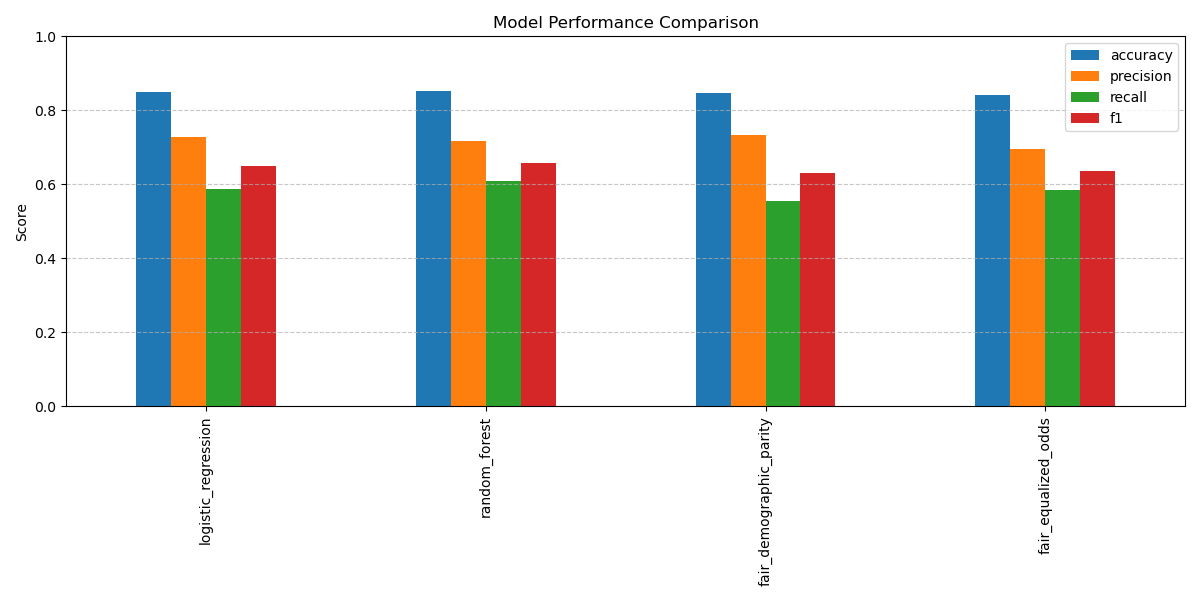 Model Performance Comparison
1.0
0.8
0.6
0.4
0.2
0.0
Score
accuracy
precision
recall
f1
logistic_regression
random_forest
fair_demographic_parity
fair_equalized_odds